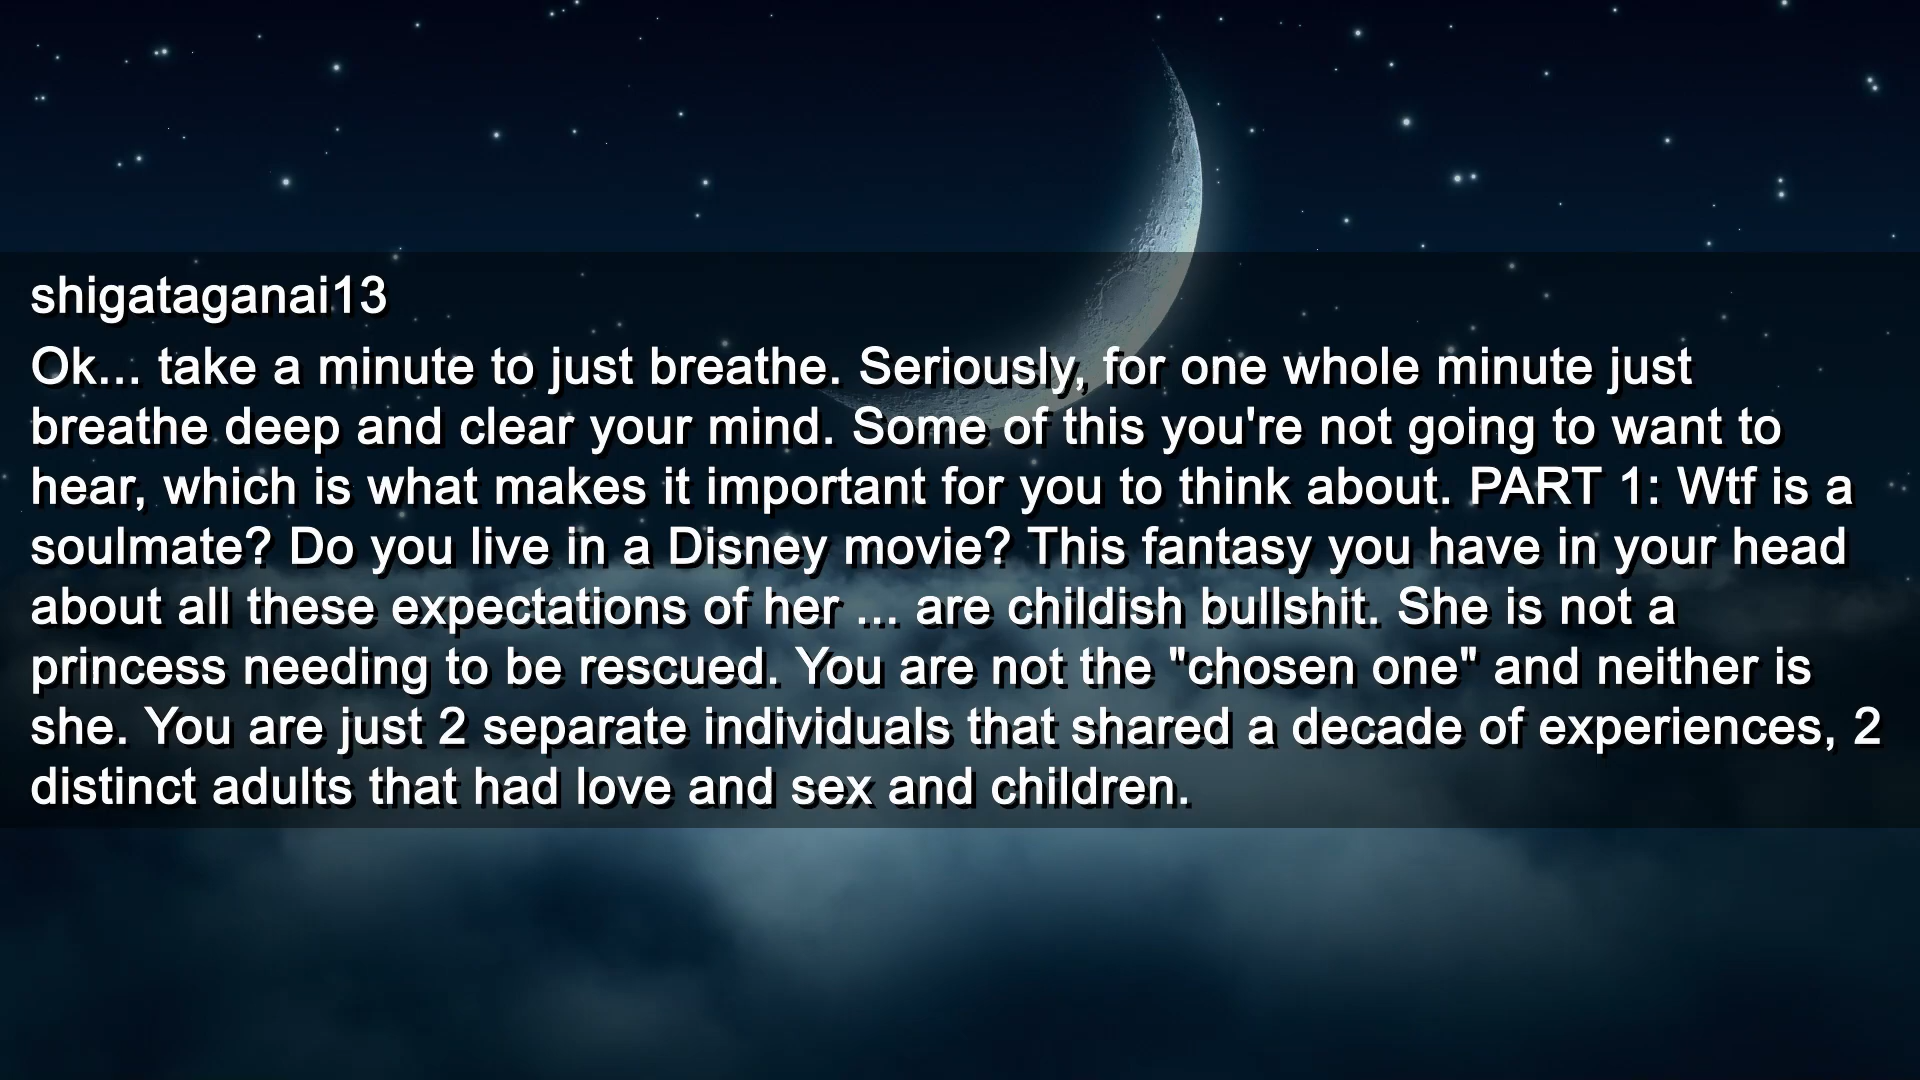 shigataganai13
Ok... take a minute to just breathe. Seriously, for one whole minute just
breathe deep and clear your mind. Some of this you're not going to want to
hear, which is what makes it important for you to think about. PART 1: Wtf is a
soulmate? Do you live in a Disney movie? This fantasy you have in your head
about all these expectations of her ... are childish bullshit. She is not a
princess needing to be rescued. You are not the "chosen one" and neither is
she. You are just 2 separate individuals that shared a decade of experiences, 2
distinct adults that had love and sex and children.